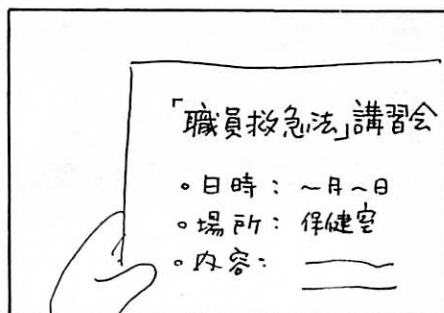 「職員救急法」講習会
・日時：〜月〜日
・場所：保健室
・内容：